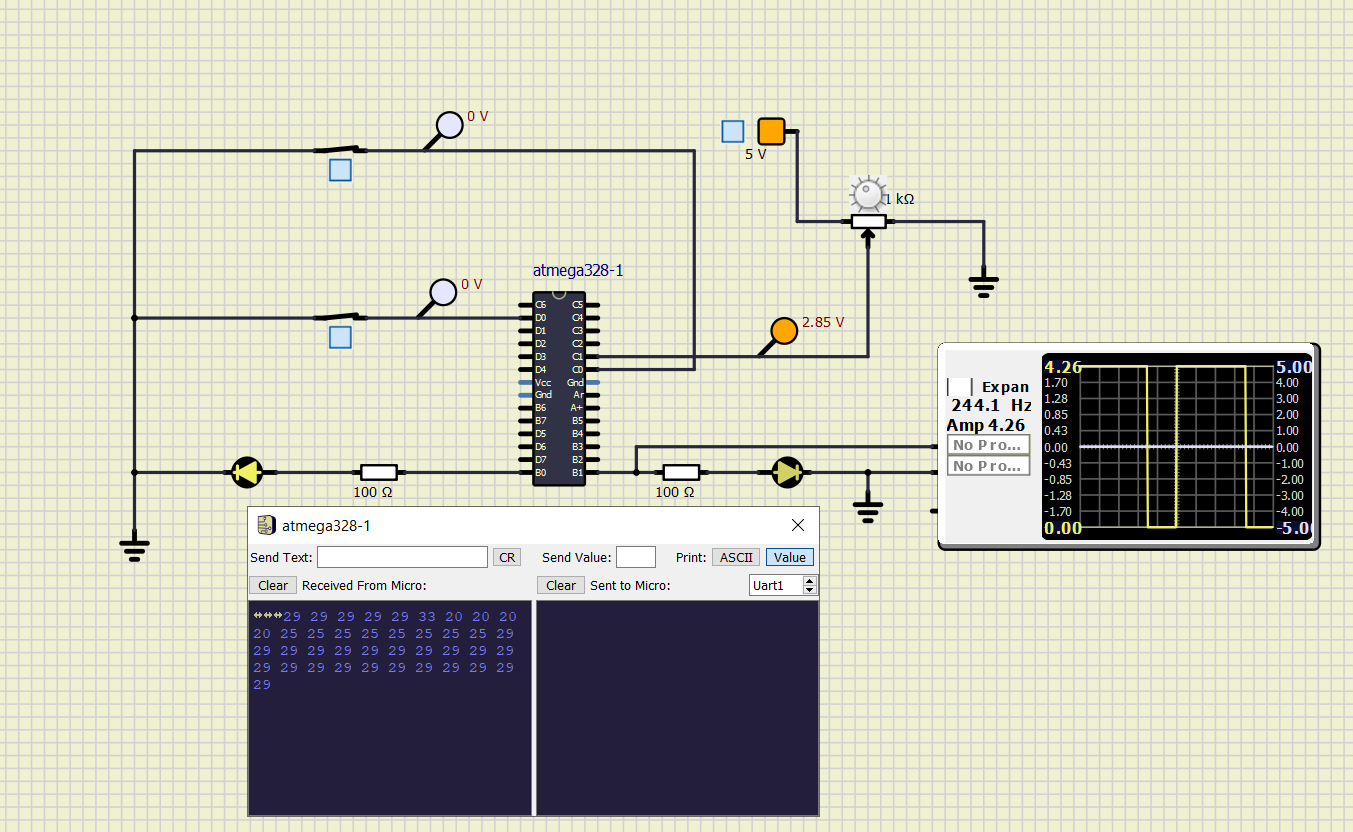 0 V
5 V
1 kΩ
atmega328-1
0 V
2.85 V
C6 C5
D0 C4
D1 C3
D2 C2
D3 C1
D4 C0
Vcc Gnd
Gnd Ar
B6 A+
B7 B5
D5 B4
D6 B3
D7 B2
B0 B1
100 Ω
100 Ω
Expan
244.1 Hz
Amp 4.26
No Pro...
No Pro...
4.26 5.00
1.70 4.00
1.28 3.00
0.85 2.00
0.43 1.00
0.00 0.00
-0.43 -1.00
-0.85 -2.00
-1.28 -3.00
-1.70 -4.00
0.00 -5.0
atmega328-1
Send Text: CR Send Value: Print: ASCII Value
Clear Received From Micro: Clear Sent to Micro: Uart1
29 29 29 29 29 33 20 20 20
20 25 25 25 25 25 25 25 25 29
29 29 29 29 29 29 29 29 29 29
29 29 29 29 29 29 29 29 29 29
29